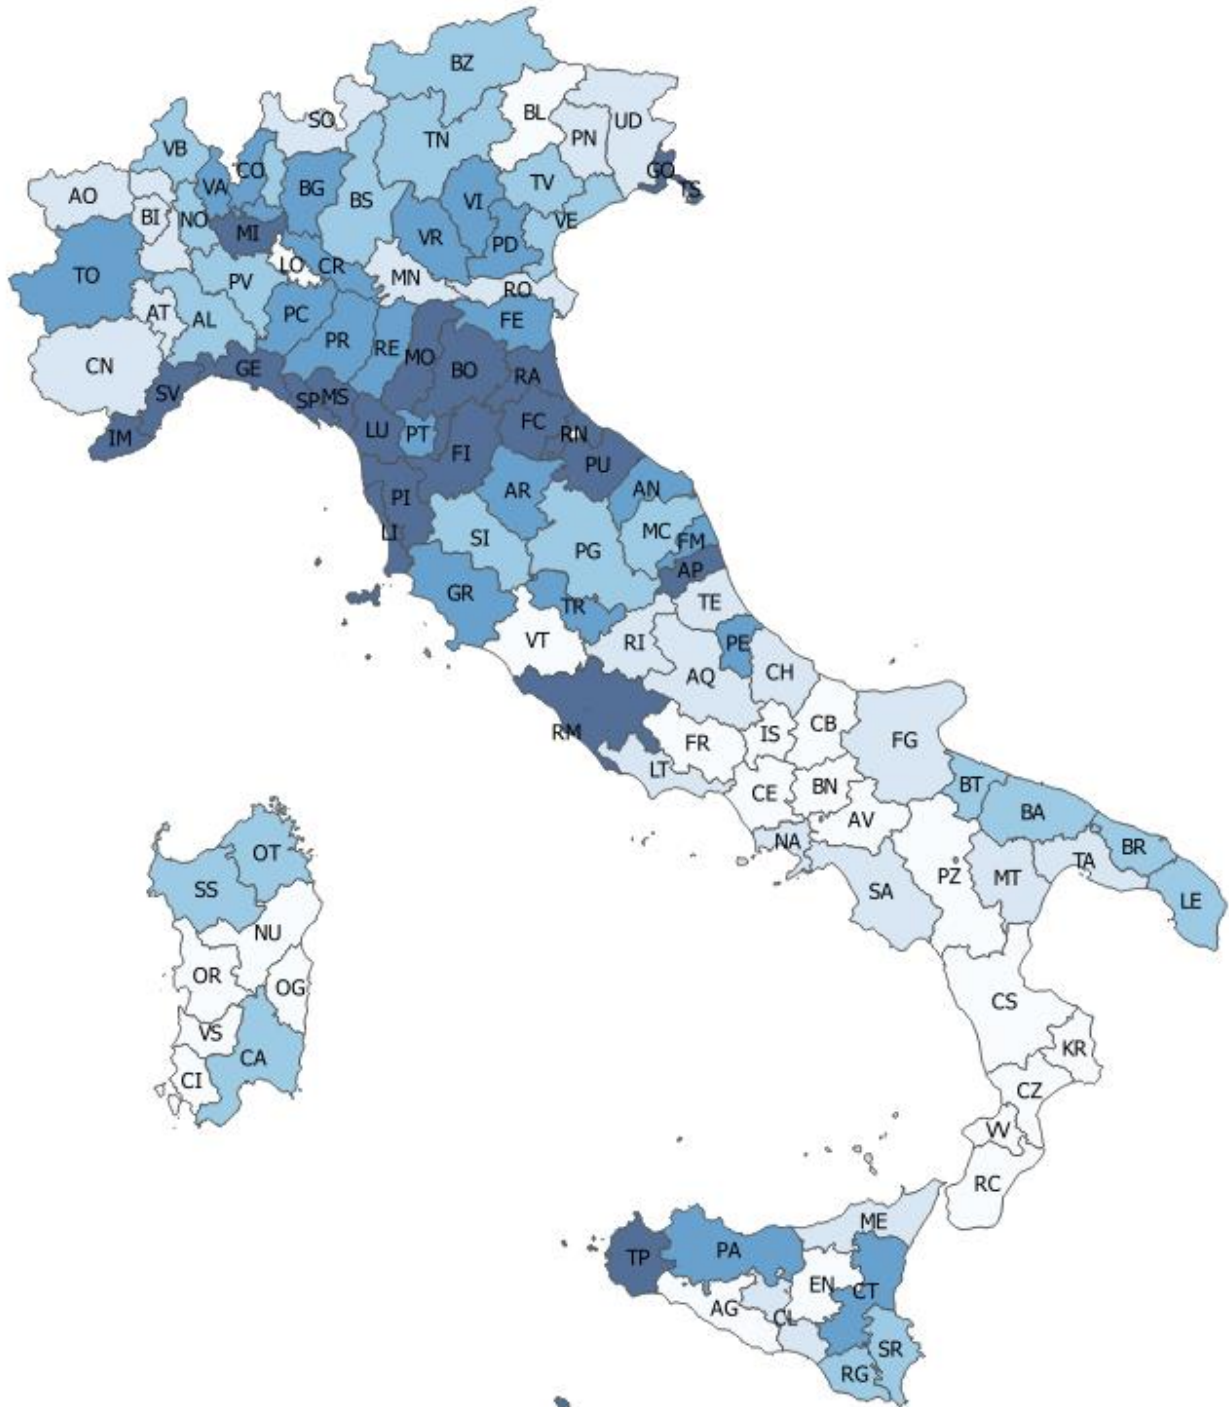 BZ
BL
UD
PN
SO
TN
VB
CO
GO
TS
AO
VA
BG
TV
BS
VI
BI
NO
VE
MI
VR
PD
LO
CR
TO
PV
MN
RO
AT
AL
PC
FE
PR
RE
MO
CN
GE
BO
RA
SV
SP
MS
FC
LU
PT
RN
IM
FI
PU
AR
AN
PI
LI
SI
MC
FM
PG
AP
GR
TR
TE
VT
RI
PE
AQ
CH
RM
FR
IS
CB
FG
LT
CE
BN
BT
BA
AV
NA
BR
OT
TA
SS
SA
PZ
MT
LE
NU
OR
OG
CS
VS
CA
KR
CI
CZ
VV
RC
ME
TP
PA
EN
CT
AG
CL
SR
RG